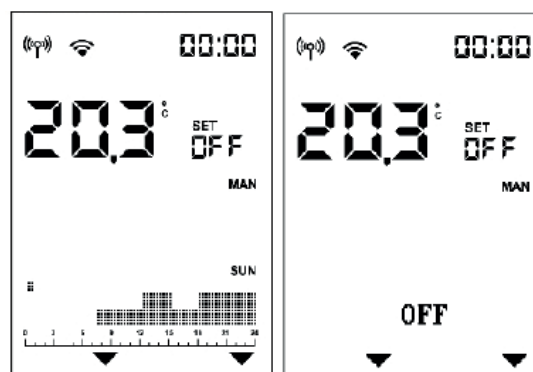 00:00
20,3 °C
SET
OFF
MAN
SUN
0 3 6 9 12 15 18 21 24
00:00
20,3 °C
SET
OFF
MAN
OFF